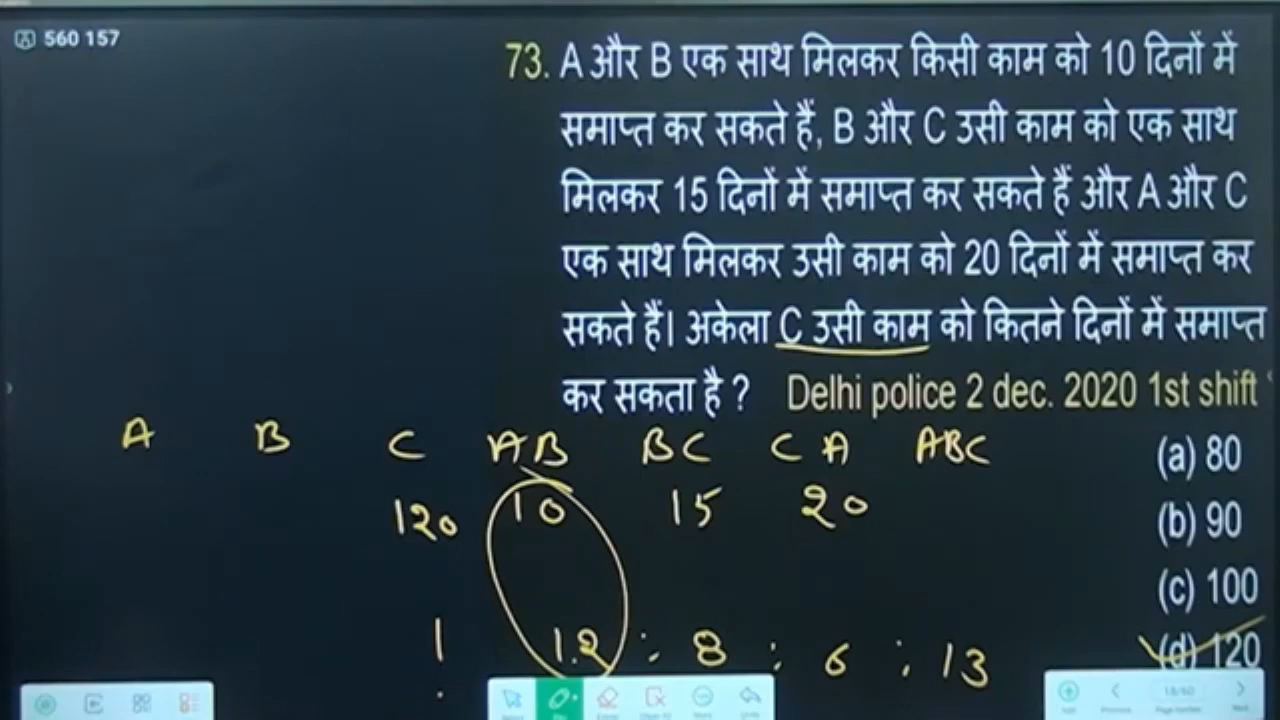 560 157
73. A और B एक साथ मिलकर किसी काम को 10 दिनों में
समाप्त कर सकते हैं, B और C उसी काम को एक साथ
मिलकर 15 दिनों में समाप्त कर सकते हैं और A और C
एक साथ मिलकर उसी काम को 20 दिनों में समाप्त कर
सकते हैं। अकेला C उसी काम को कितने दिनों में समाप्त
कर सकता है ? Delhi police 2 dec. 2020 1st shift
A B C AB BC CA ABC
(a) 80
120 10 15 20
(b) 90
(c) 100
1 12 : 8 : 6 : 13
(d) 120
18/60